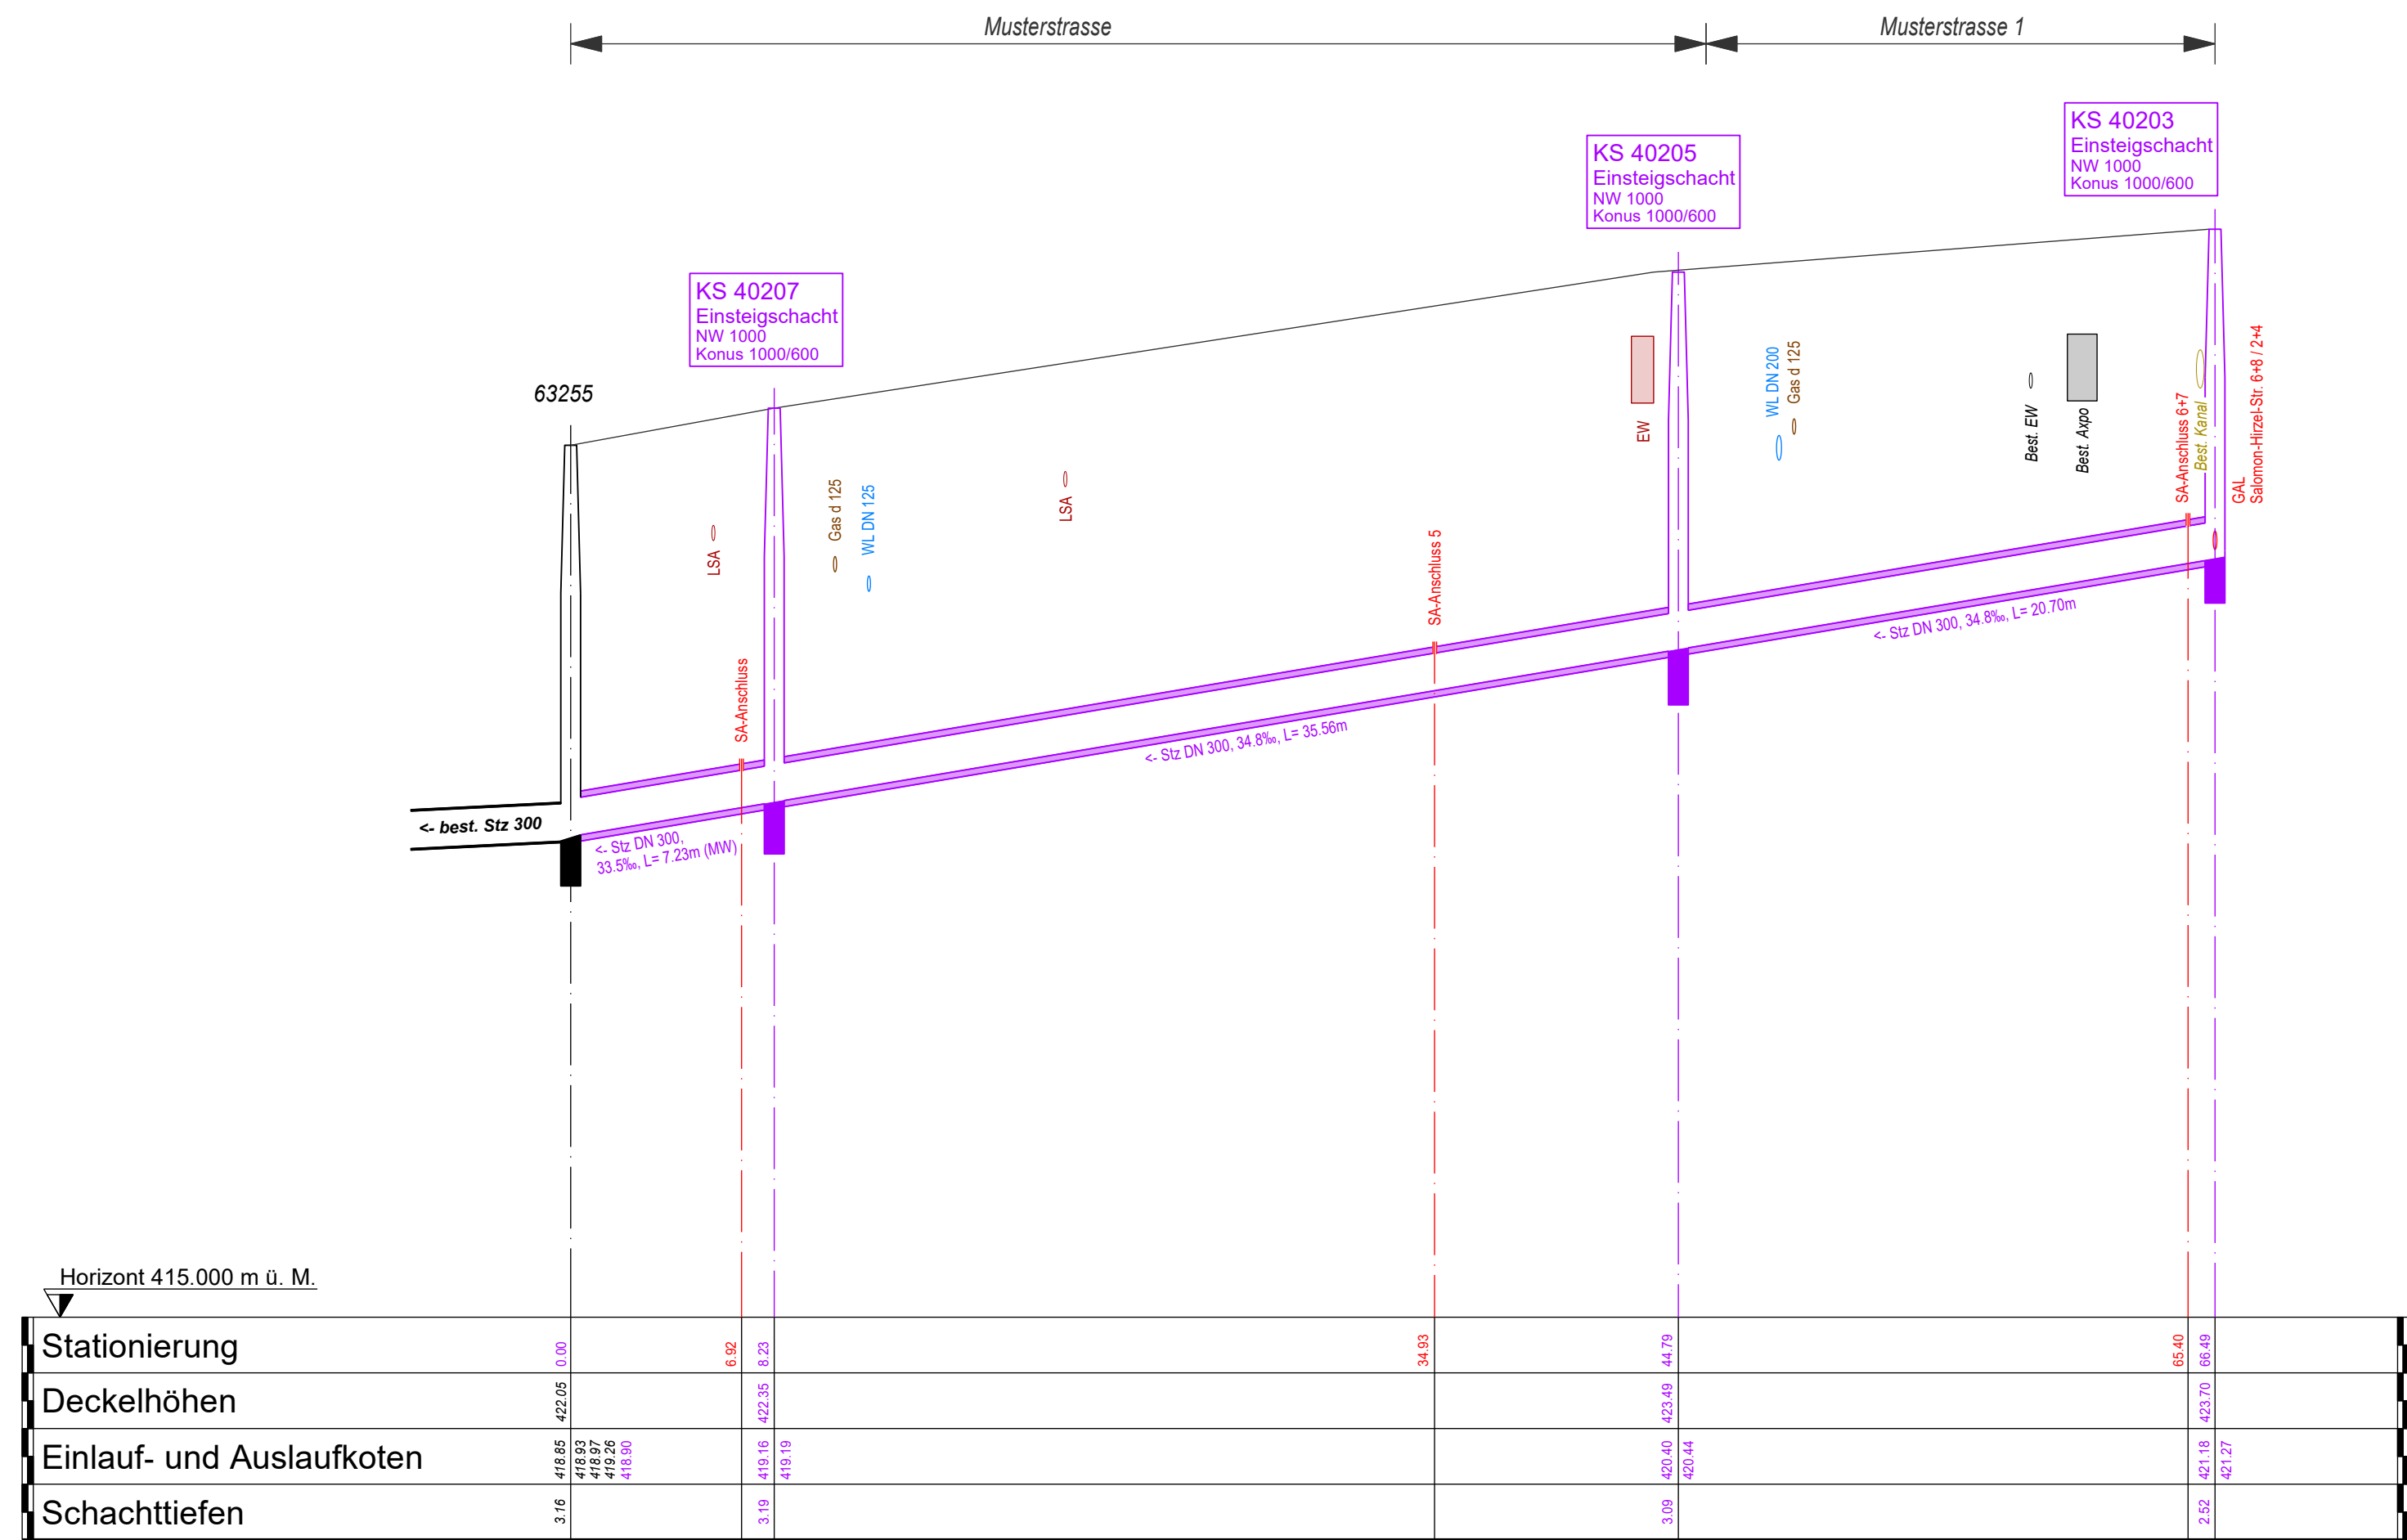 Musterstrasse
Musterstrasse 1
KS 40203
Einsteigschacht
NW 1000
Konus 1000/600
KS 40205
Einsteigschacht
NW 1000
Konus 1000/600
KS 40207
Einsteigschacht
NW 1000
Konus 1000/600
63255
LSA
Gas d 125
WL DN 125
LSA
EW
WL DN 200
Gas d 125
Best. EW
Best. Axpo
SA-Anschluss 6+7
Best. Kanal
GAL
Salomon-Hirzel-Str. 6+8 / 2+4
SA-Anschluss
SA-Anschluss 5
<- best. Stz 300
<- Stz DN 300,
33.5‰, L= 7.23m (MW)
<- Stz DN 300, 34.8‰, L= 35.56m
<- Stz DN 300, 34.8‰, L= 20.70m
Horizont 415.000 m ü. M.
Stationierung
0.00
6.92
8.23
34.93
44.79
65.40
66.49
Deckelhöhen
422.05
422.35
423.49
423.70
Einlauf- und Auslaufkoten
418.85
418.93
418.97
419.26
418.90
419.16
419.19
420.40
420.44
421.18
421.27
Schachttiefen
3.16
3.19
3.09
2.52